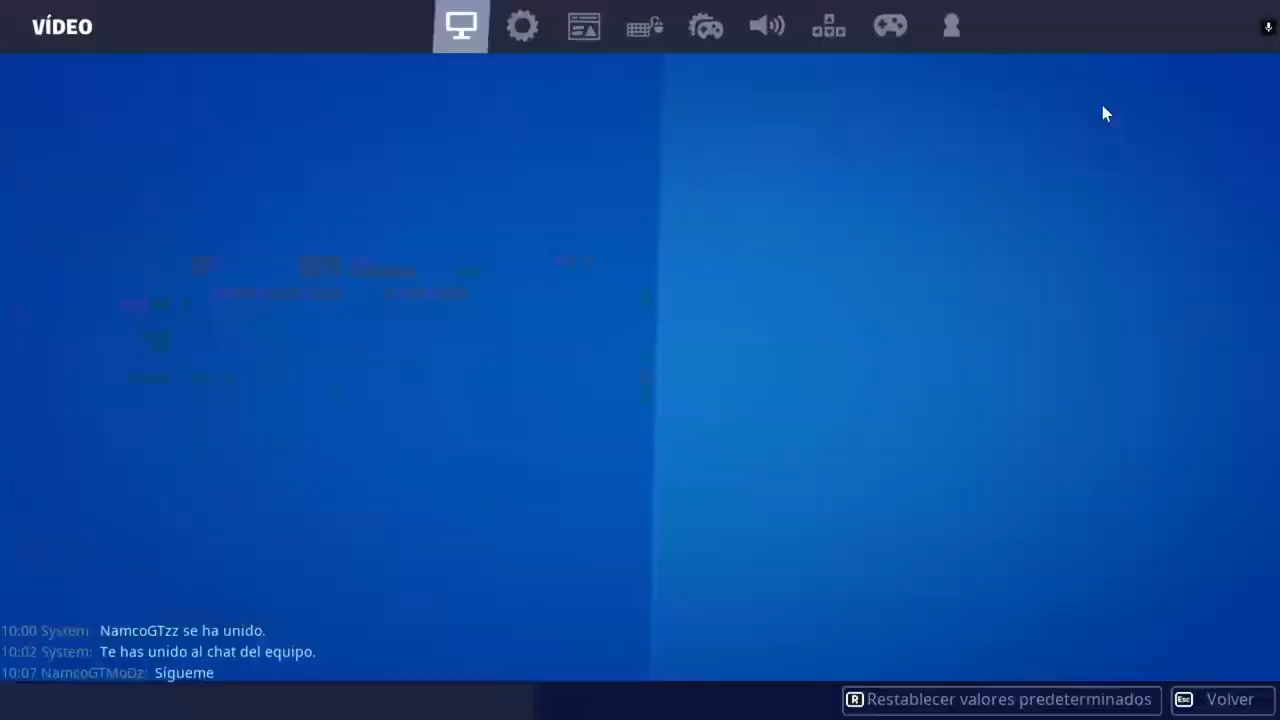 VÍDEO
10:00 System: NamcoGTzz se ha unido.
10:02 System: Te has unido al chat del equipo.
10:07 NamcoGTMoDz: Sígueme
R Restablecer valores predeterminados
Esc Volver